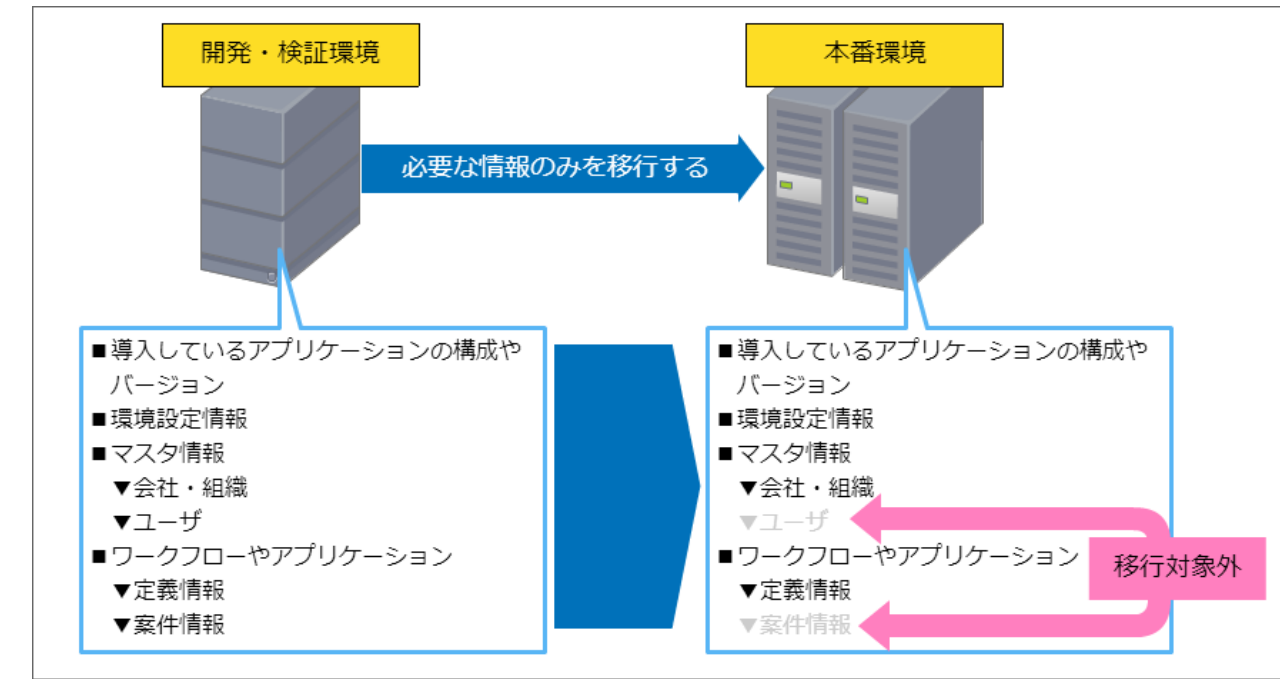 開発・検証環境
本番環境
必要な情報のみを移行する
■導入しているアプリケーションの構成や
バージョン
■環境設定情報
■マスタ情報
▼会社・組織
▼ユーザ
■ワークフローやアプリケーション
▼定義情報
▼案件情報
■導入しているアプリケーションの構成や
バージョン
■環境設定情報
■マスタ情報
▼会社・組織
▼ユーザ
■ワークフローやアプリケーション
▼定義情報
▼案件情報
移行対象外